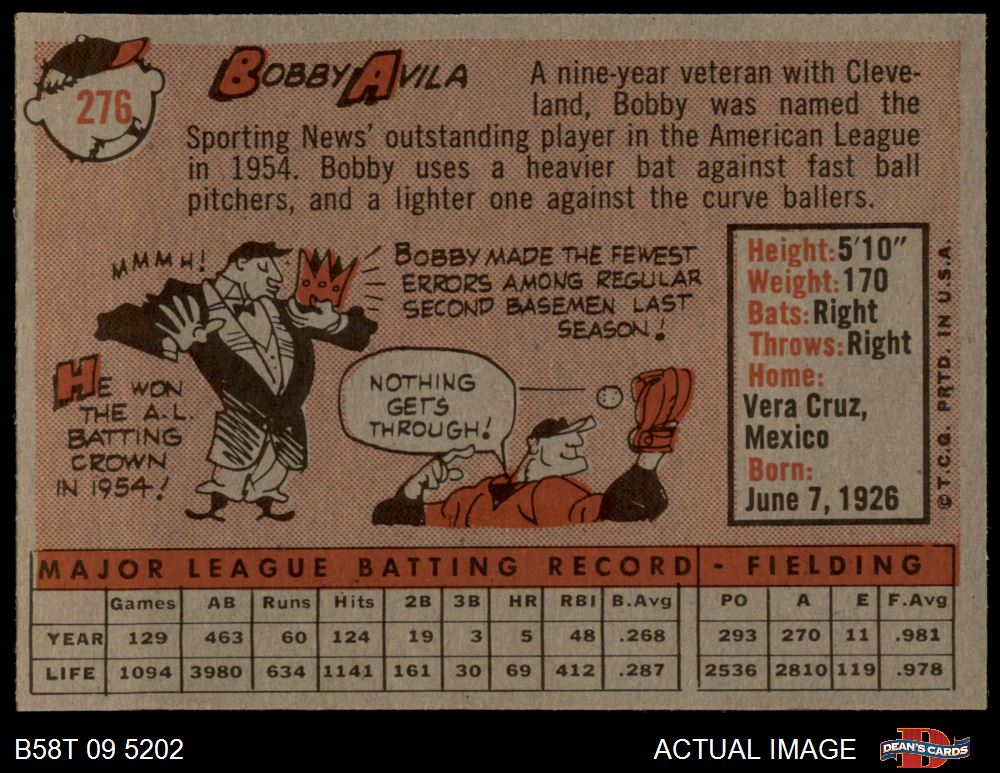 276
BOBBY AVILA
A nine-year veteran with Cleve-
land, Bobby was named the
Sporting News' outstanding player in the American League
in 1954. Bobby uses a heavier bat against fast ball
pitchers, and a lighter one against the curve ballers.
MMMH!
BOBBY MADE THE FEWEST
ERRORS AMONG REGULAR
SECOND BASEMEN LAST
SEASON!
HE WON
THE A.L.
BATTING
CROWN
IN 1954!
NOTHING
GETS
THROUGH!
Height: 5'10"
Weight: 170
Bats: Right
Throws: Right
Home:
Vera Cruz,
Mexico
Born:
June 7, 1926
© T.C.G. PRTD. IN U.S.A.
MAJOR LEAGUE BATTING RECORD - FIELDING
Games AB Runs Hits 2B 3B HR RBI B.Avg PO A E F.Avg
YEAR 129 463 60 124 19 3 5 48 .268 293 270 11 .981
LIFE 1094 3980 634 1141 161 30 69 412 .287 2536 2810 119 .978
B58T 09 5202
ACTUAL IMAGE
DEAN'S CARDS